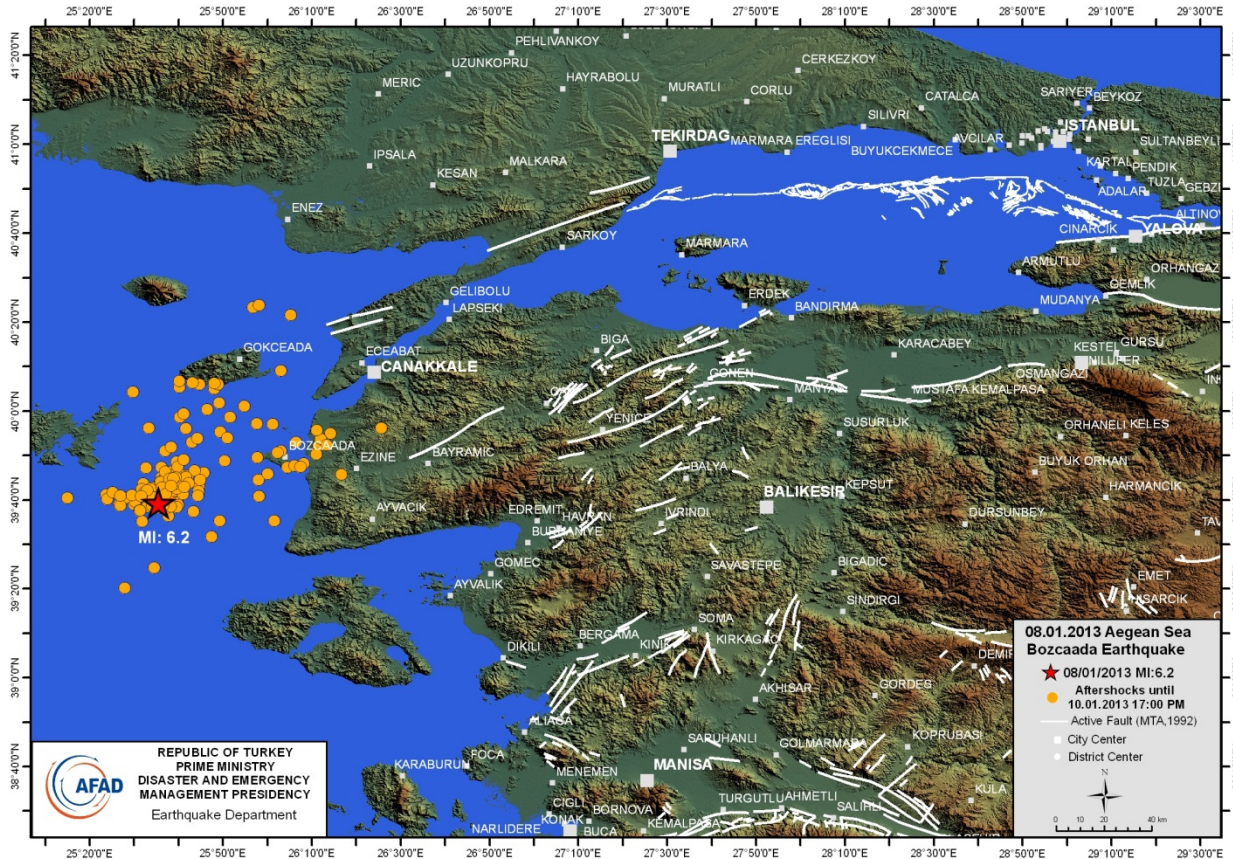 PEHLIVANKOY
UZUNKOPRU
CERKEZKOY
MERIC
HAYRABOLU
MURATLI
CORLU
CATALCA
SARIYER
BEYKOZ
SILIVRI
ISTANBUL
TEKIRDAG
MARMARA EREGLISI
AVCILAR
BUYUKCEKMECE
SULTANBEYLI
IPSALA
MALKARA
KESAN
KARTAL
PENDIK
ADALAR
TUZLA
ENEZ
SARKOY
MARMARA
CINARCIK
YALOVA
ARMUTLU
GEMLIK
GELIBOLU
LAPSEKI
ERDEK
BANDIRMA
MUDANYA
GOKCEADA
ECEABAT
CANAKKALE
BIGA
KARACABEY
KESTEL
GURSU
NILUFER
OSMANGAZI
GONEN
MUSTAFA KEMALPASA
YENICE
SUSURLUK
ORHANELI
KELES
BOZCAADA
EZINE
BAYRAMIC
BALYA
BUYUK ORHAN
HARMANCIK
KEPSUT
BALIKESIR
AYVACIK
EDREMIT
HAVRAN
IVRINDI
DURSUNBEY
MI: 6.2
GOMEC
SAVASTEPE
BIGADIC
AYVALIK
EMET
SINDIRGI
SOMA
BERGAMA
KINIK
KIRKAGAC
DIKILI
AKHISAR
GORDES
ALIAGA
SARUHANLI
GOLMARMARA
KOPRUBASI
FOCA
KARABURUN
MENEMEN
MANISA
KULA
CIGLI
BORNOVA
TURGUTLU
AHMETLI
SALIHLI
KONAK
NARLIDERE
BUCA
KEMALPASA
08.01.2013 Aegean Sea
Bozcaada Earthquake
08/01/2013 MI:6.2
Aftershocks until
10.01.2013 17:00 PM
Active Fault (MTA,1992)
City Center
District Center
N
20 10 0 20 40 km
AFAD
REPUBLIC OF TURKEY
PRIME MINISTRY
DISASTER AND EMERGENCY
MANAGEMENT PRESIDENCY
Earthquake Department
41°20'0"N
41°0'0"N
40°40'0"N
40°20'0"N
40°0'0"N
39°40'0"N
39°20'0"N
39°0'0"N
38°40'0"N
25°20'0"E
25°50'0"E
26°10'0"E
26°30'0"E
26°50'0"E
27°10'0"E
27°30'0"E
27°50'0"E
28°10'0"E
28°30'0"E
28°50'0"E
29°10'0"E
29°30'0"E